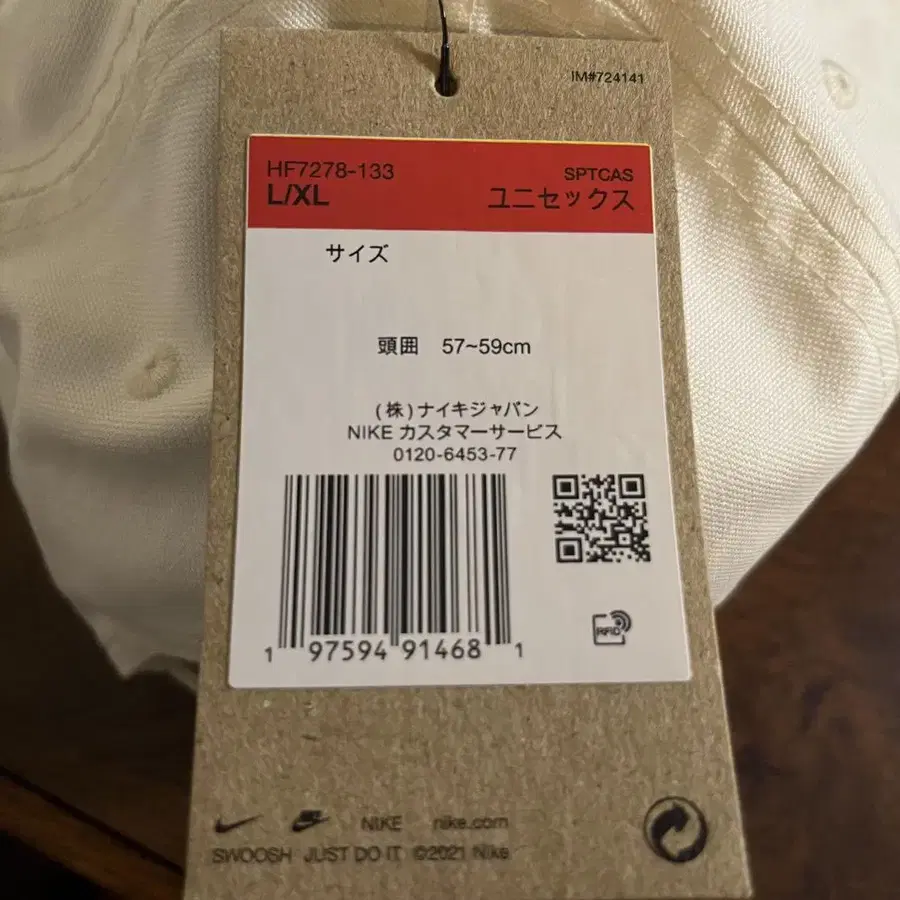 IM#724141
HF7278-133 SPTCAS
L/XL ユニセックス
サイズ
頭囲 57~59cm
(株)ナイキジャパン
NIKE カスタマーサービス
0120-6453-77
1 97594 91468 1
RFID
NIKE nike.com
SWOOSH JUST DO IT ©2021 Nike